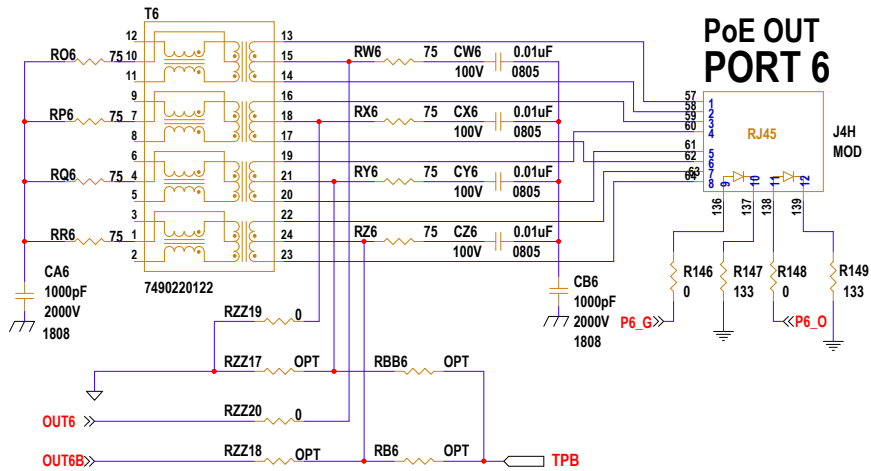 T6
PoE OUT
PORT 6
12 13
RO6 75 10 15 RW6 75 CW6 0.01uF
11 14 100V 0805
9 16
RP6 75 7 18 RX6 75 CX6 0.01uF
8 17 100V 0805
6 19
RQ6 75 4 21 RY6 75 CY6 0.01uF
5 20 100V 0805
3 22
RR6 75 1 24 RZ6 75 CZ6 0.01uF
2 23 100V 0805
57 1
58 2
59 3
60 4
61 5
62 6
63 7
64 8
RJ45
J4H
MOD
9 10 11 12
136 137 138 139
R146
0
R147
133
R148
0
R149
133
P6_G
P6_O
CA6
1000pF
2000V
1808
7490220122
CB6
1000pF
2000V
1808
RZZ19 0
RZZ17 OPT RBB6 OPT
RZZ20 0
OUT6
RZZ18 OPT RB6 OPT
OUT6B
TPB